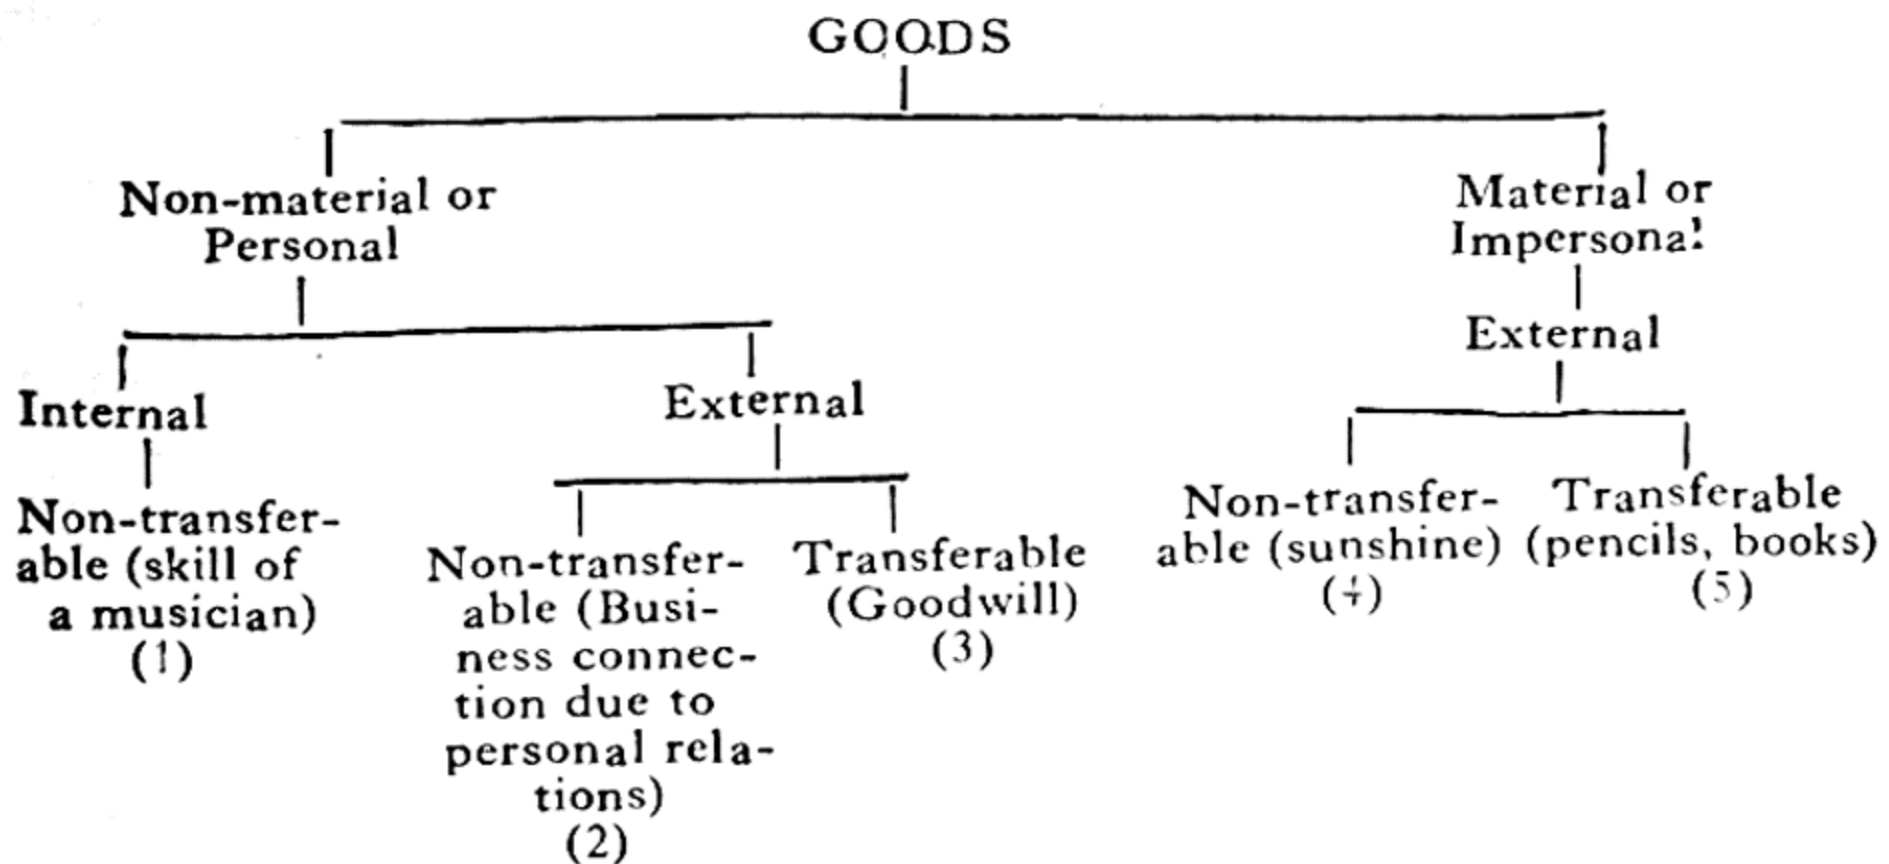 GOODS
Non-material or
Personal
Material or
Impersonal
External
Internal
External
Non-transfer-
able (skill of
a musician)
(1)
Non-transfer-
able (Busi-
ness connec-
tion due to
personal rela-
tions)
(2)
Transferable
(Goodwill)
(3)
Non-transfer-
able (sunshine)
(4)
Transferable
(pencils, books)
(5)